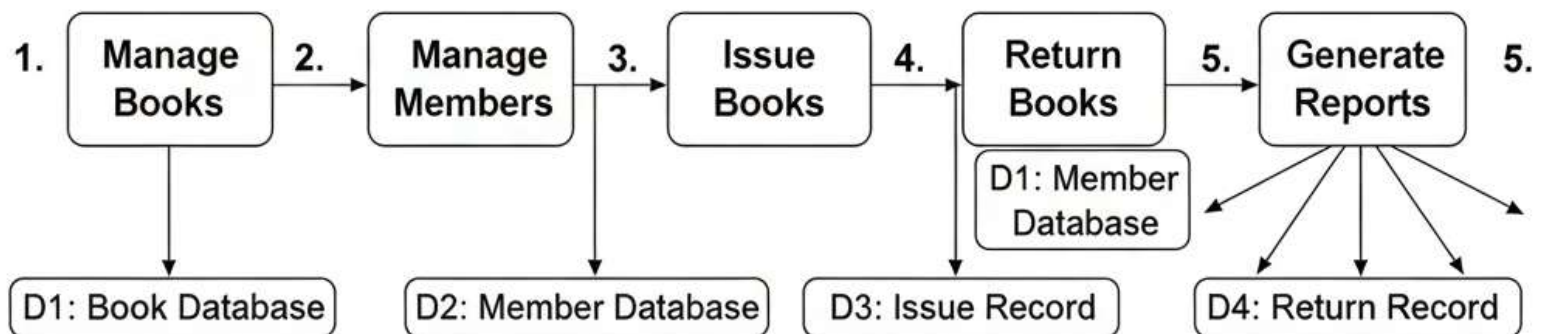 1.
Manage
Books
2.
Manage
Members
3.
Issue
Books
4.
Return
Books
5.
Generate
Reports
5.
D1: Member
Database
D1: Book Database
D2: Member Database
D3: Issue Record
D4: Return Record